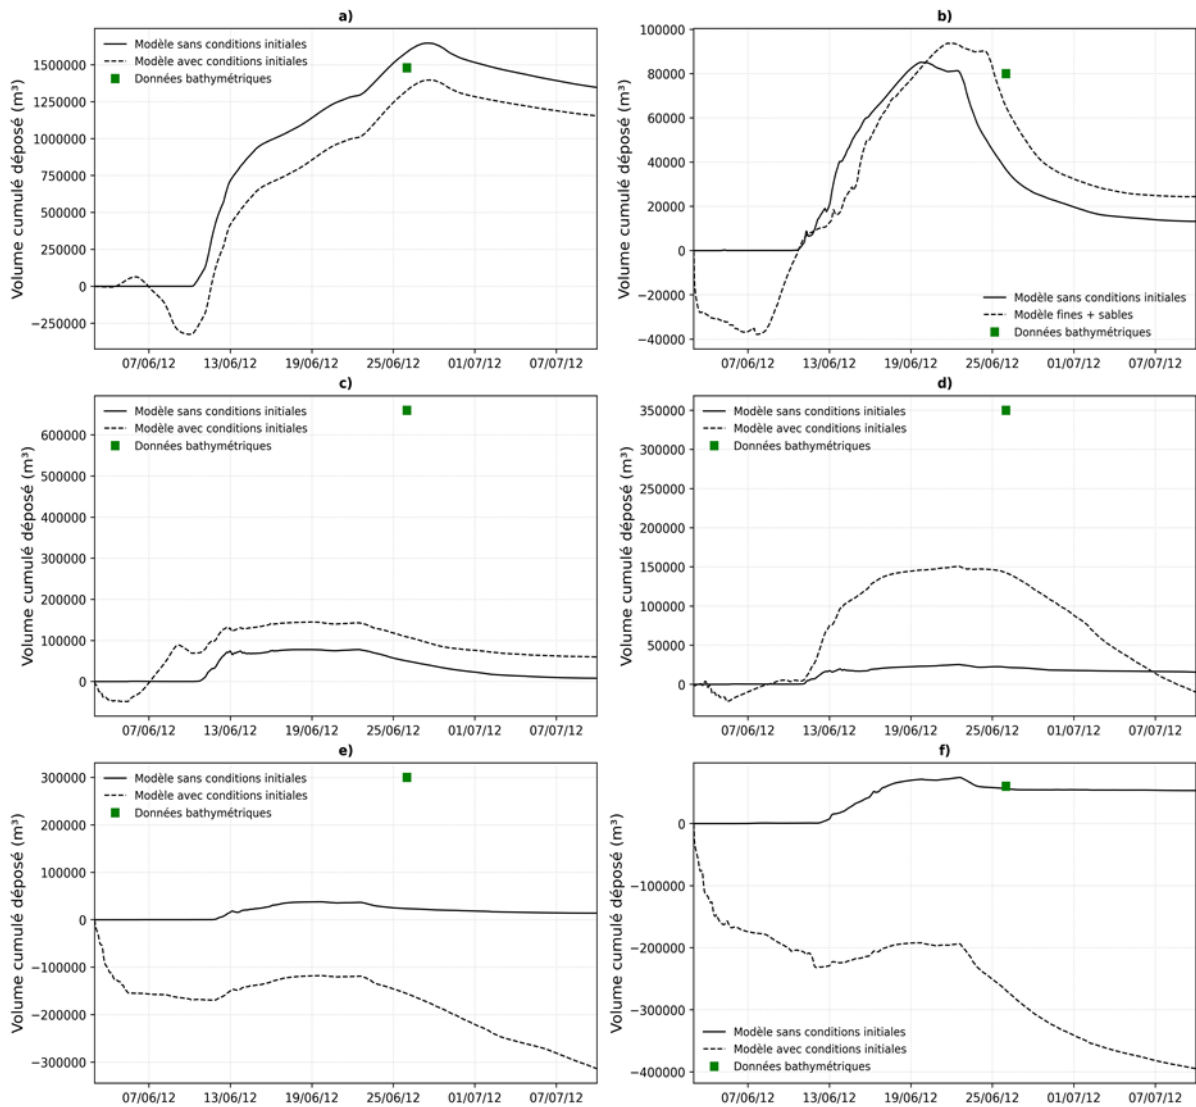 a)
Volume cumulé déposé (m³)
1500000
1250000
1000000
750000
500000
250000
0
−250000
Modèle sans conditions initiales
Modèle avec conditions initiales
Données bathymétriques
07/06/12 13/06/12 19/06/12 25/06/12 01/07/12 07/07/12
b)
Volume cumulé déposé (m³)
100000
80000
60000
40000
20000
0
−20000
−40000
Modèle sans conditions initiales
Modèle fines + sables
Données bathymétriques
07/06/12 13/06/12 19/06/12 25/06/12 01/07/12 07/07/12
c)
Volume cumulé déposé (m³)
600000
500000
400000
300000
200000
100000
0
Modèle sans conditions initiales
Modèle avec conditions initiales
Données bathymétriques
07/06/12 13/06/12 19/06/12 25/06/12 01/07/12 07/07/12
d)
Volume cumulé déposé (m³)
350000
300000
250000
200000
150000
100000
50000
0
Modèle sans conditions initiales
Modèle avec conditions initiales
Données bathymétriques
07/06/12 13/06/12 19/06/12 25/06/12 01/07/12 07/07/12
e)
Volume cumulé déposé (m³)
300000
200000
100000
0
−100000
−200000
−300000
Modèle sans conditions initiales
Modèle avec conditions initiales
Données bathymétriques
07/06/12 13/06/12 19/06/12 25/06/12 01/07/12 07/07/12
f)
Volume cumulé déposé (m³)
0
−100000
−200000
−300000
−400000
Modèle sans conditions initiales
Modèle avec conditions initiales
Données bathymétriques
07/06/12 13/06/12 19/06/12 25/06/12 01/07/12 07/07/12